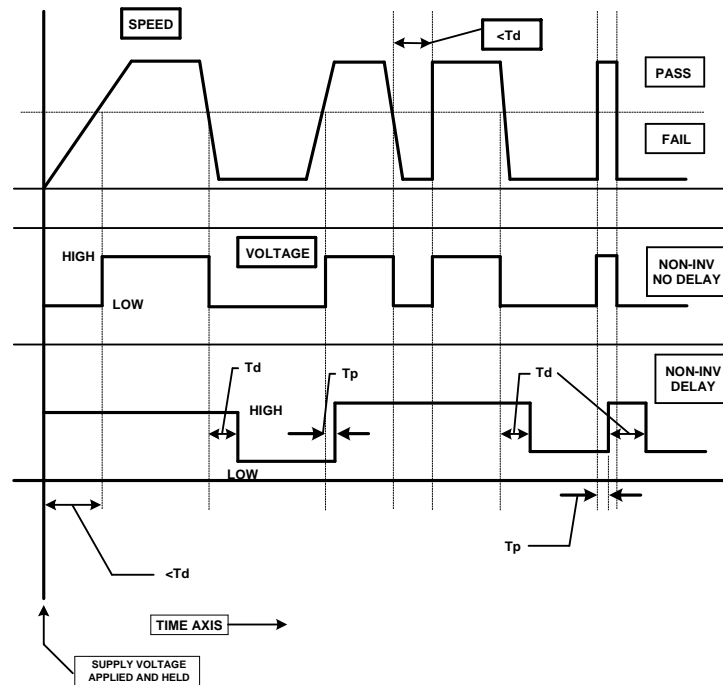 SPEED
<Td
PASS
FAIL
HIGH
VOLTAGE
LOW
NON-INV
NO DELAY
Td
Tp
Td
NON-INV
DELAY
HIGH
LOW
Tp
<Td
TIME AXIS
SUPPLY VOLTAGE
APPLIED AND HELD